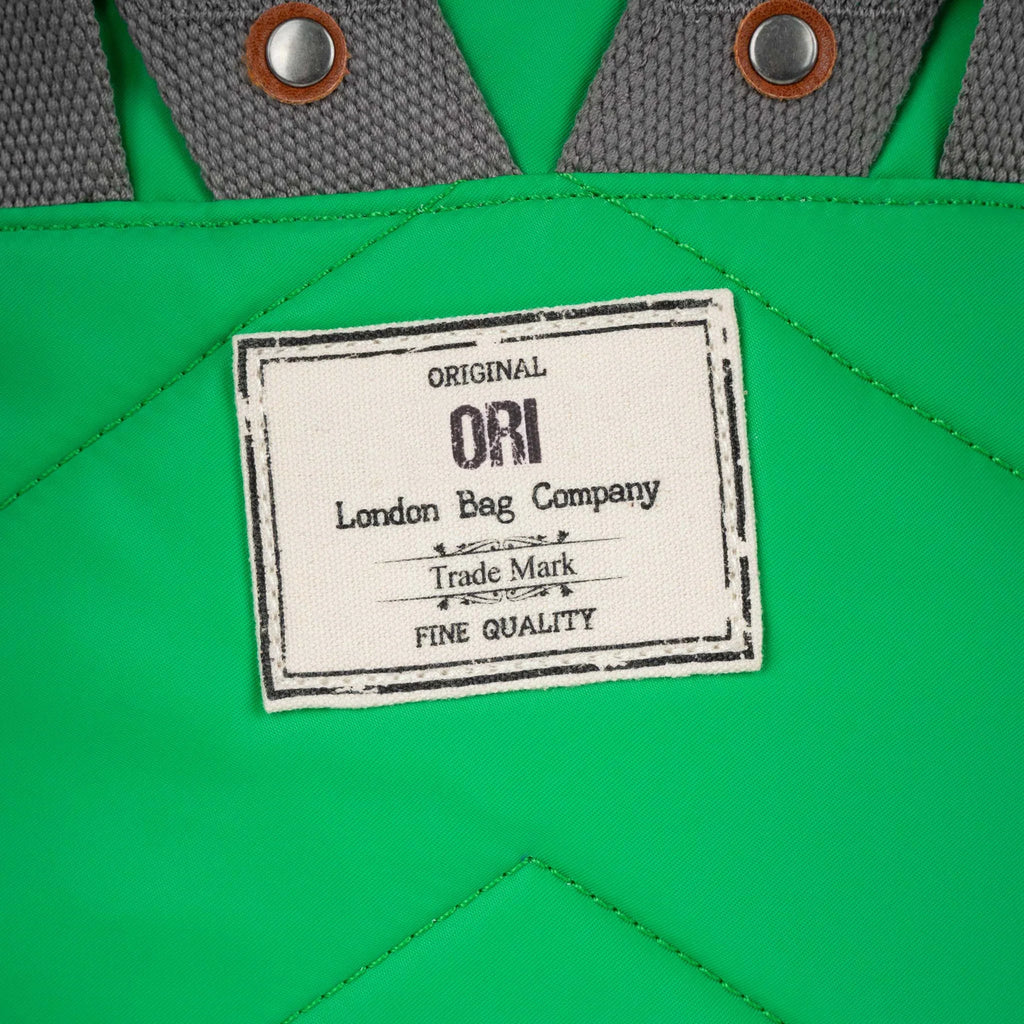 ORIGINAL
ORI
London Bag Company
Trade Mark
FINE QUALITY